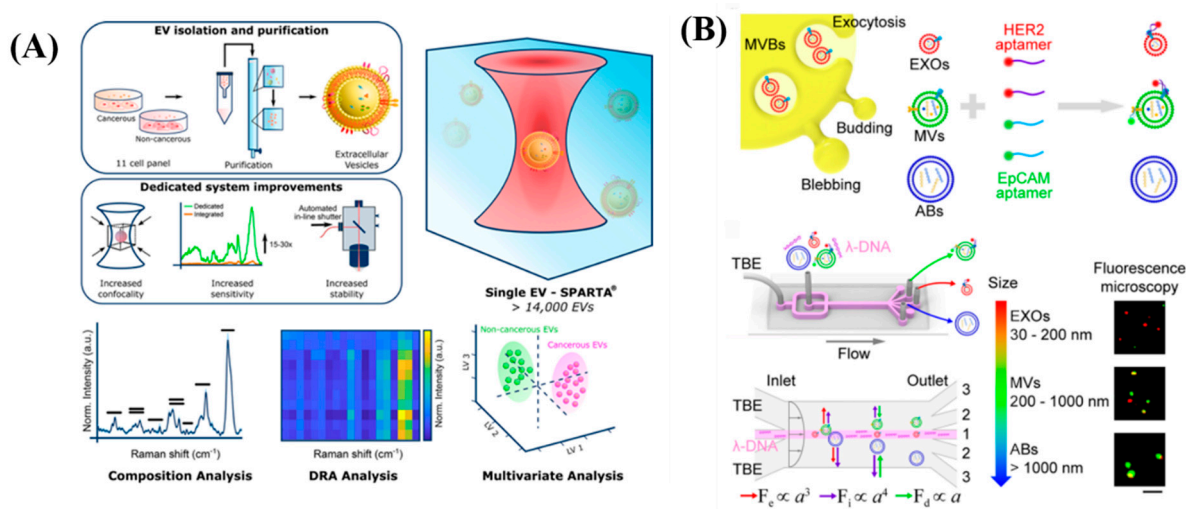 (A)
EV isolation and purification
Cancerous
Non-cancerous
11 cell panel
Purification
Extracellular
Vesicles
Dedicated system improvements
Dedicated
Integrated
15-30x
Automated
in-line shutter
Increased
confocality
Increased
sensitivity
Increased
stability
Single EV - SPARTA®
> 14,000 EVs
Norm. Intensity (a.u.)
Raman shift (cm⁻¹)
Composition Analysis
Norm. Intensity (a.u.)
Raman shift (cm⁻¹)
DRA Analysis
Non-cancerous EVs
Cancerous EVs
LV 3
LV 2
LV 1
Multivariate Analysis
(B)
Exocytosis
MVBs
EXOs
HER2
aptamer
Budding
MVs
Blebbing
ABs
EpCAM
aptamer
λ-DNA
TBE
Flow
Size
Fluorescence
microscopy
EXOs
30 - 200 nm
MVs
200 - 1000 nm
ABs
> 1000 nm
Inlet
Outlet
TBE
λ-DNA
TBE
3
2
1
2
3
Fₑ ∝ a³
Fᵢ ∝ a⁴
F_d ∝ a